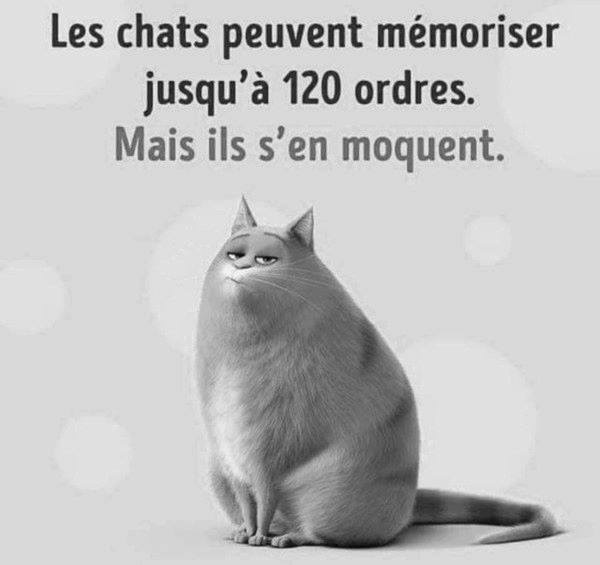 Les chats peuvent mémoriser
jusqu’à 120 ordres.
Mais ils s’en moquent.